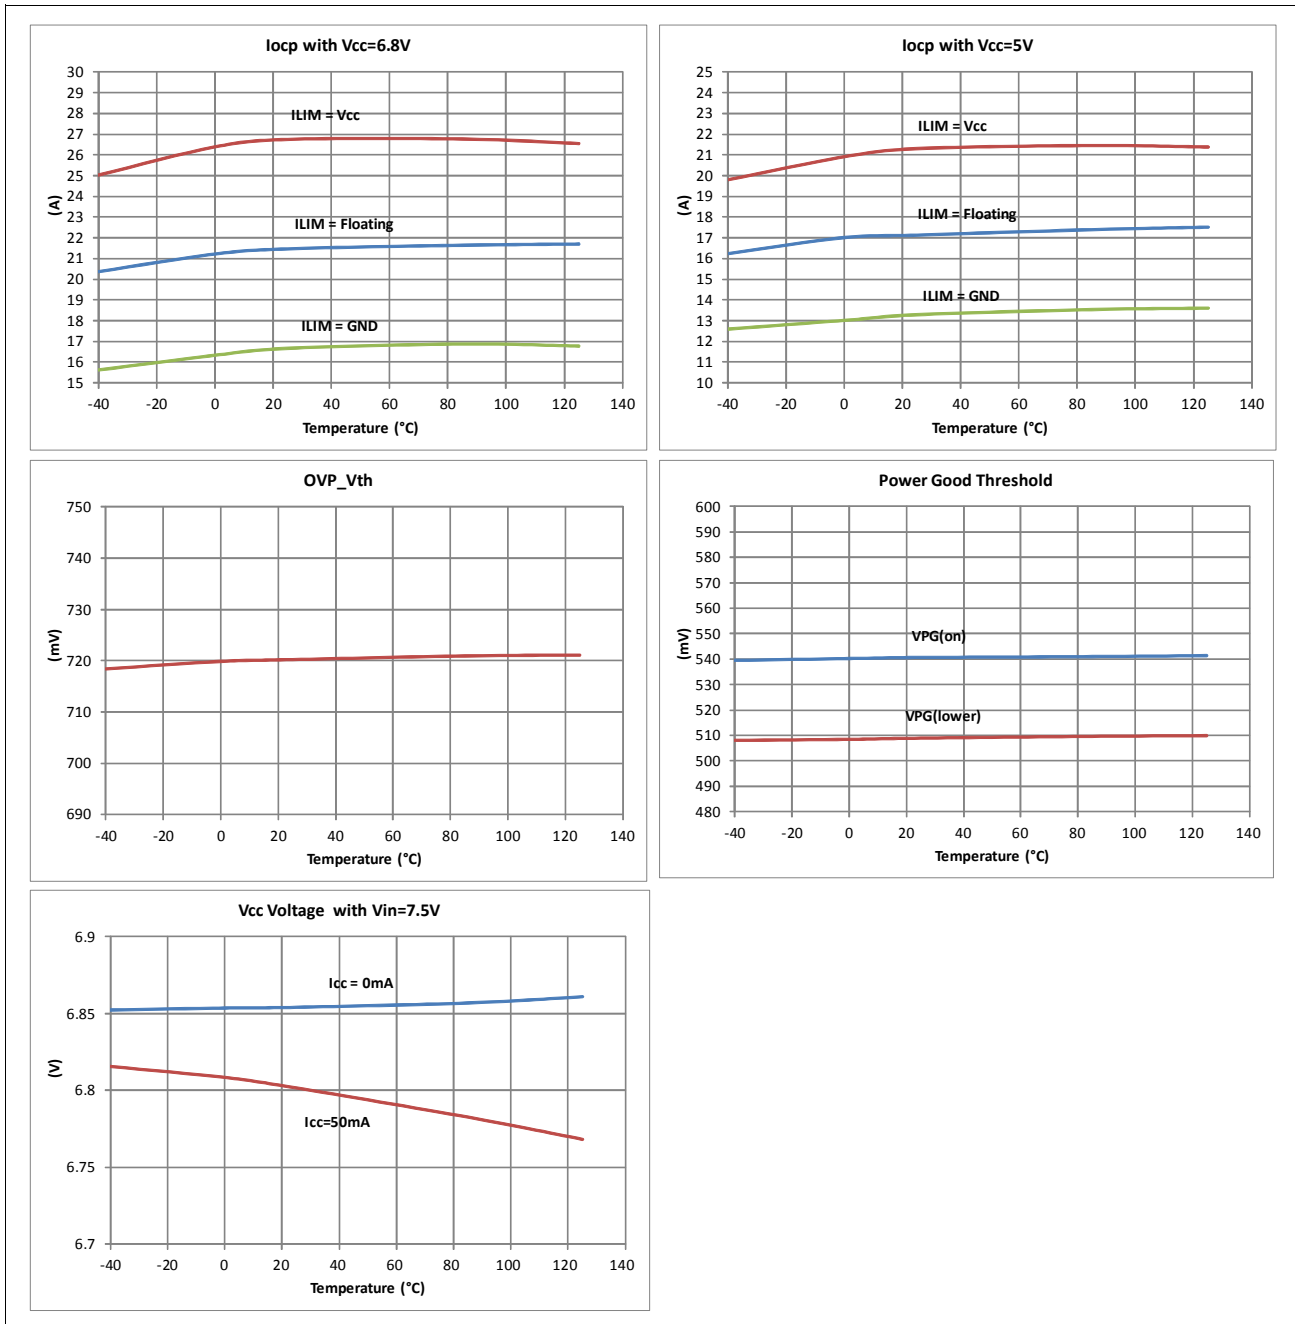 Iocp with Vcc=6.8V
30
29
28
27
26
25
24
23
22
21
20
19
18
17
16
15
(A)
ILIM = Vcc
ILIM = Floating
ILIM = GND
-40 -20 0 20 40 60 80 100 120 140
Temperature (°C)
Iocp with Vcc=5V
25
24
23
22
21
20
19
18
17
16
15
14
13
12
11
10
(A)
ILIM = Vcc
ILIM = Floating
ILIM = GND
-40 -20 0 20 40 60 80 100 120 140
Temperature (°C)
OVP_Vth
750
740
730
720
710
700
690
(mV)
-40 -20 0 20 40 60 80 100 120 140
Temperature (°C)
Power Good Threshold
600
590
580
570
560
550
540
530
520
510
500
490
480
(mV)
VPG(on)
VPG(lower)
-40 -20 0 20 40 60 80 100 120 140
Temperature (°C)
Vcc Voltage with Vin=7.5V
6.9
6.85
6.8
6.75
6.7
(V)
Icc = 0mA
Icc=50mA
-40 -20 0 20 40 60 80 100 120 140
Temperature (°C)